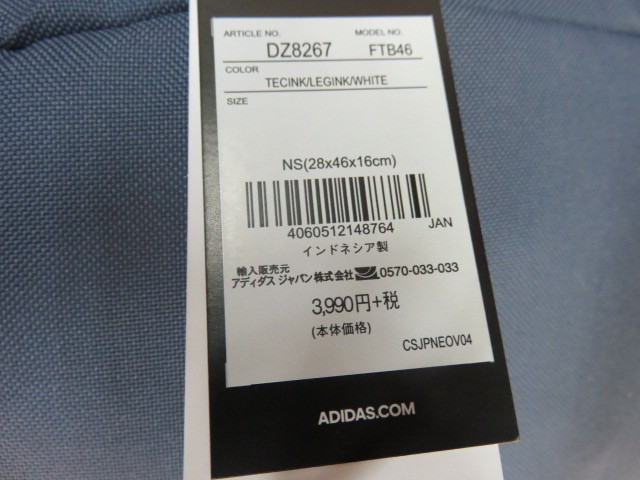 ARTICLE NO. MODEL NO.
DZ8267 FTB46
COLOR
TECINK/LEGINK/WHITE
SIZE
NS(28x46x16cm)
4060512148764 JAN
インドネシア製
輸入販売元
アディダス ジャパン株式会社 0570-033-033
3,990円+税
(本体価格)
CSJPNEOV04
ADIDAS.COM